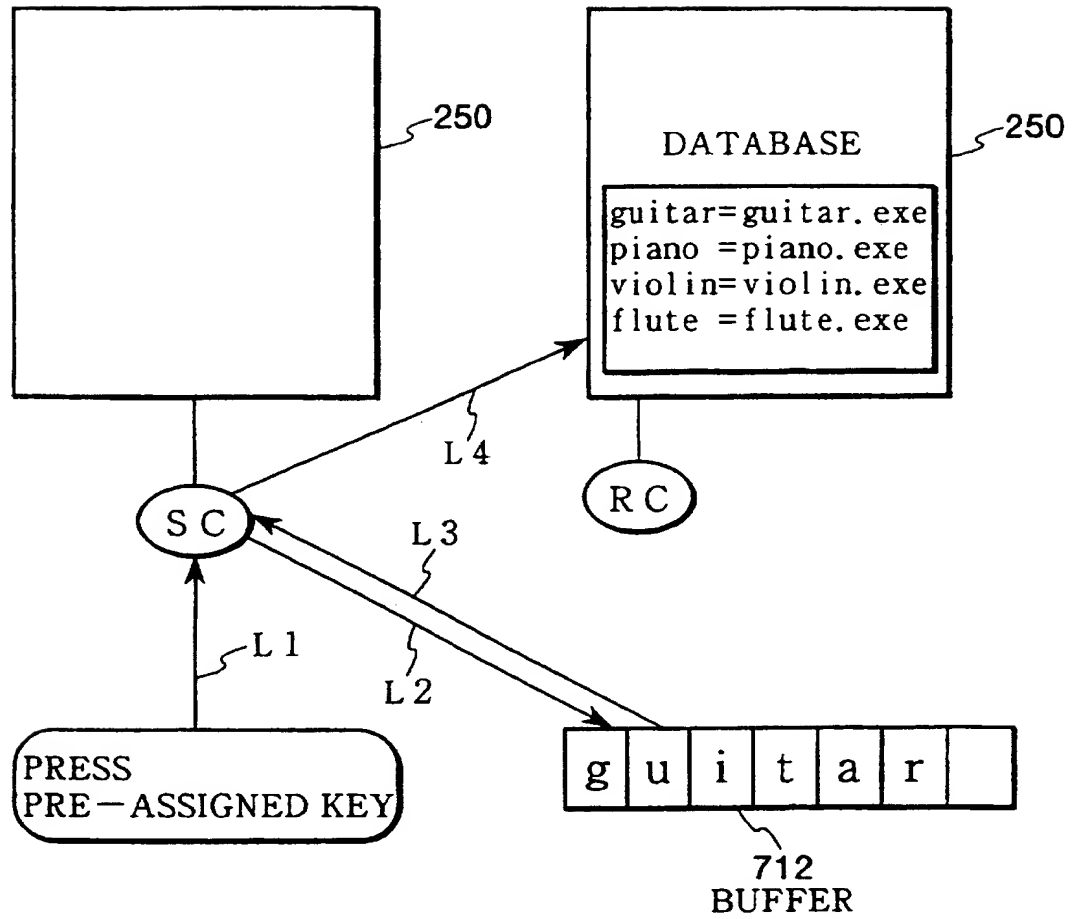 250
250
DATABASE
guitar=guitar.exe
piano =piano.exe
violin=violin.exe
flute =flute.exe
L4
SC
RC
L3
L1
L2
PRESS
PRE-ASSIGNED KEY
g u i t a r
712
BUFFER